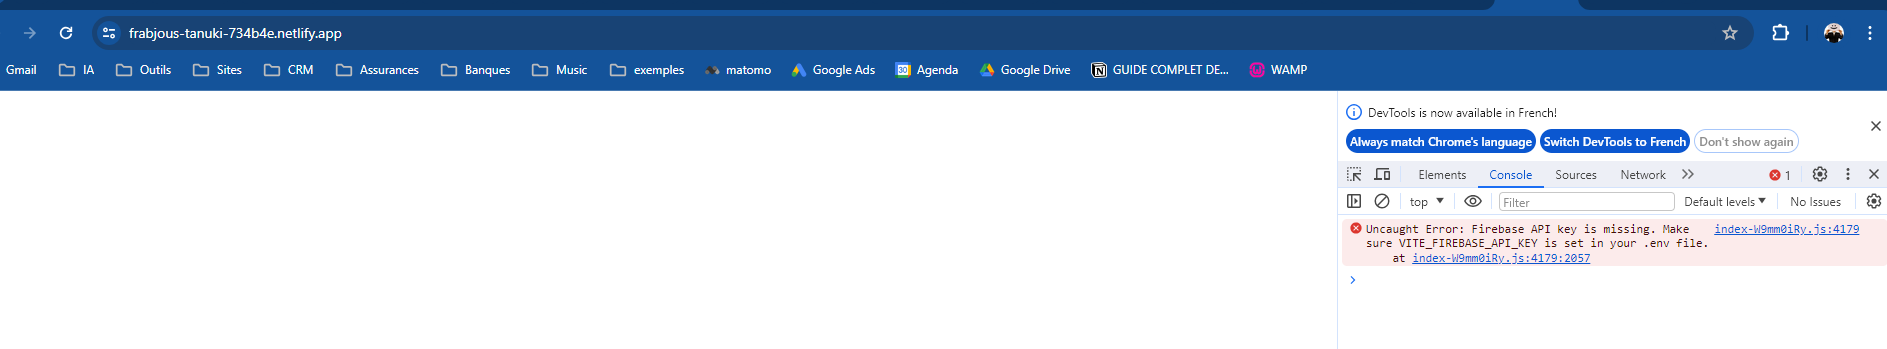 frabjous-tanuki-734b4e.netlify.app
Gmail IA Outils Sites CRM Assurances Banques Music exemples matomo Google Ads 30 Agenda Google Drive GUIDE COMPLET DE... WAMP
DevTools is now available in French!
Always match Chrome's language Switch DevTools to French Don't show again
Elements Console Sources Network 1
top Filter Default levels No Issues
Uncaught Error: Firebase API key is missing. Make index-W9mm0iRy.js:4179
sure VITE_FIREBASE_API_KEY is set in your .env file.
at index-W9mm0iRy.js:4179:2057